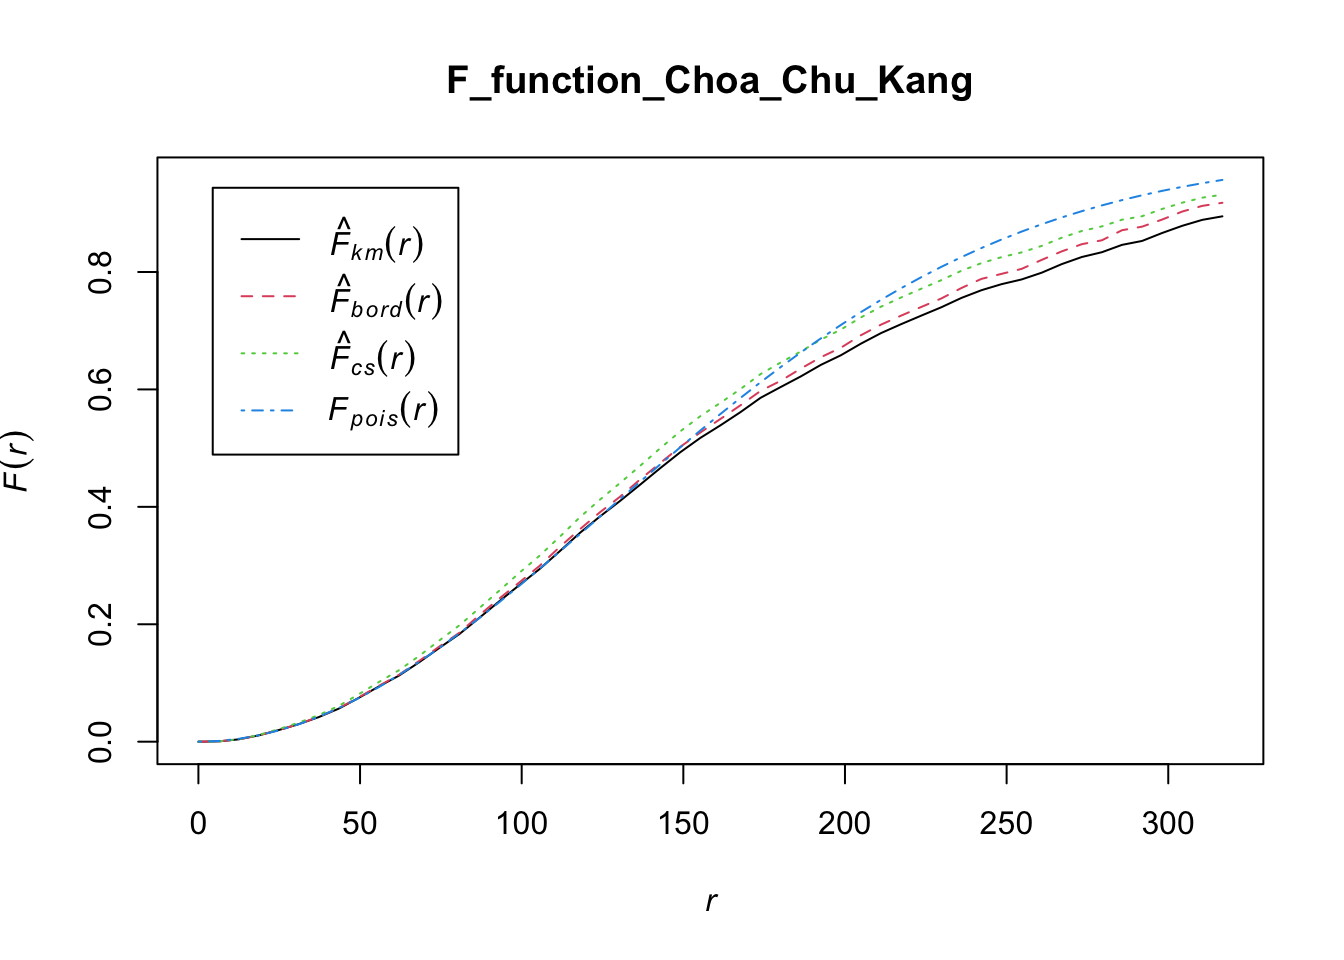 F_function_Choa_Chu_Kang
F̂km(r)
F̂bord(r)
F̂cs(r)
Fpois(r)
F(r)
0.8
0.6
0.4
0.2
0.0
0 50 100 150 200 250 300
r